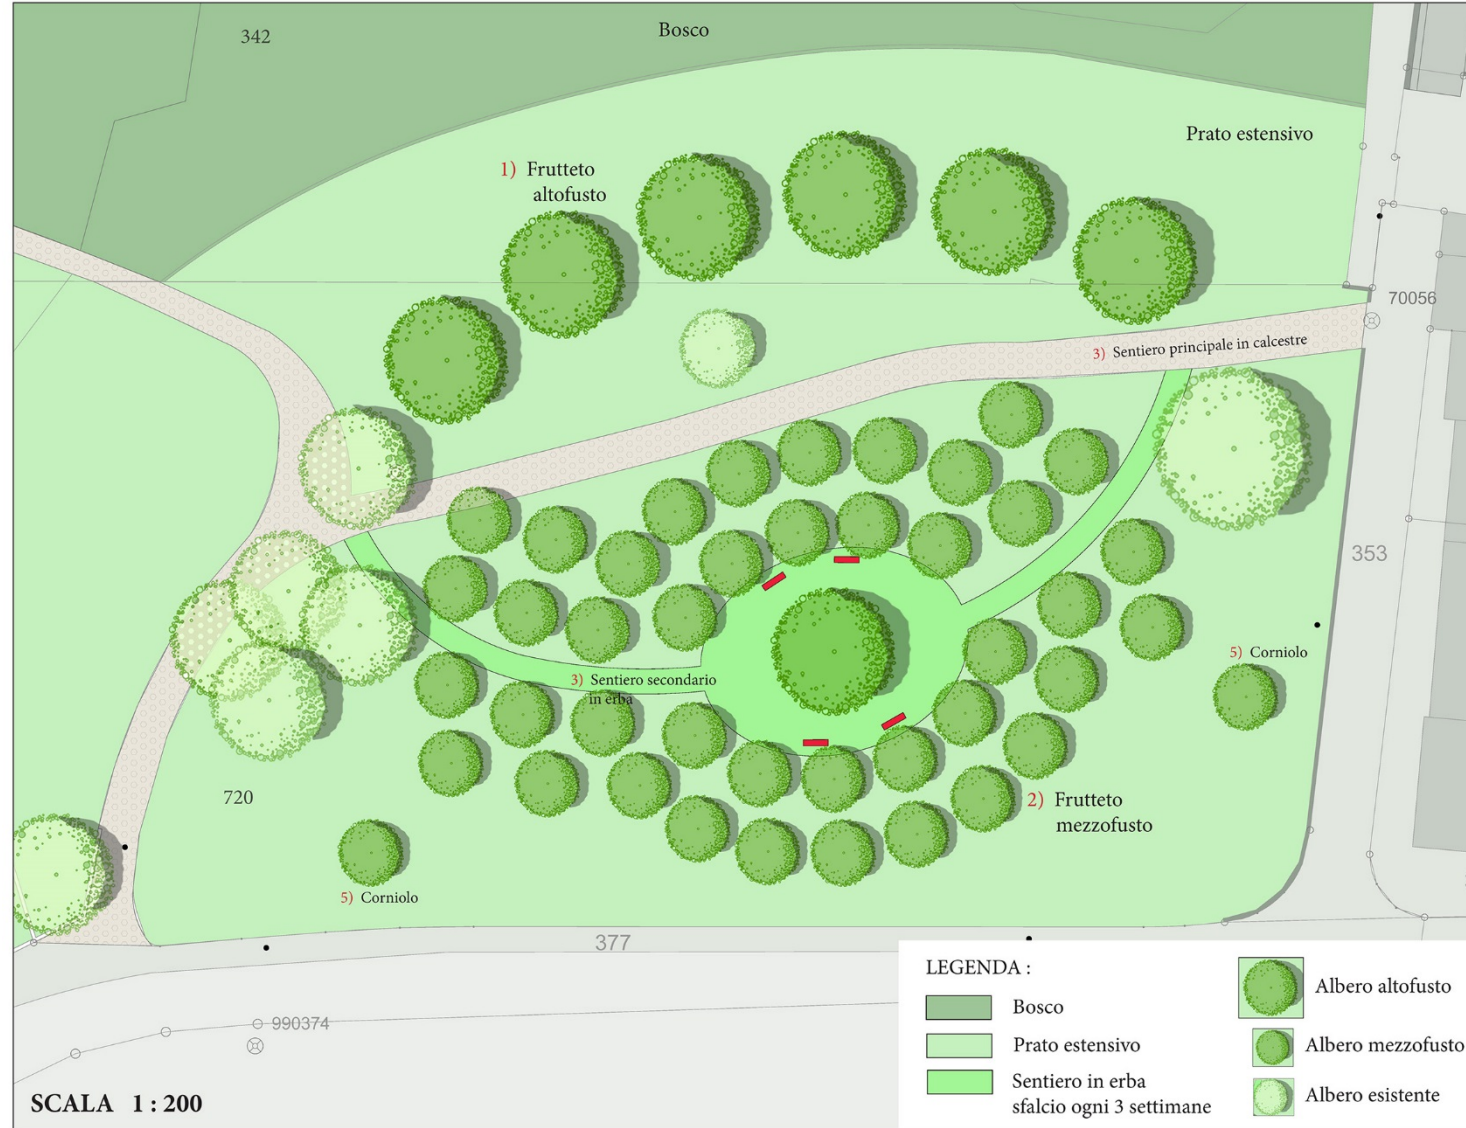 342
Bosco
Prato estensivo
1) Frutteto
altofusto
70056
3) Sentiero principale in calcestre
353
5) Corniolo
3) Sentiero secondario
in erba
720
2) Frutteto
mezzofusto
5) Corniolo
377
990374
SCALA 1 : 200
LEGENDA :
Bosco
Prato estensivo
Sentiero in erba
sfalcio ogni 3 settimane
Albero altofusto
Albero mezzofusto
Albero esistente